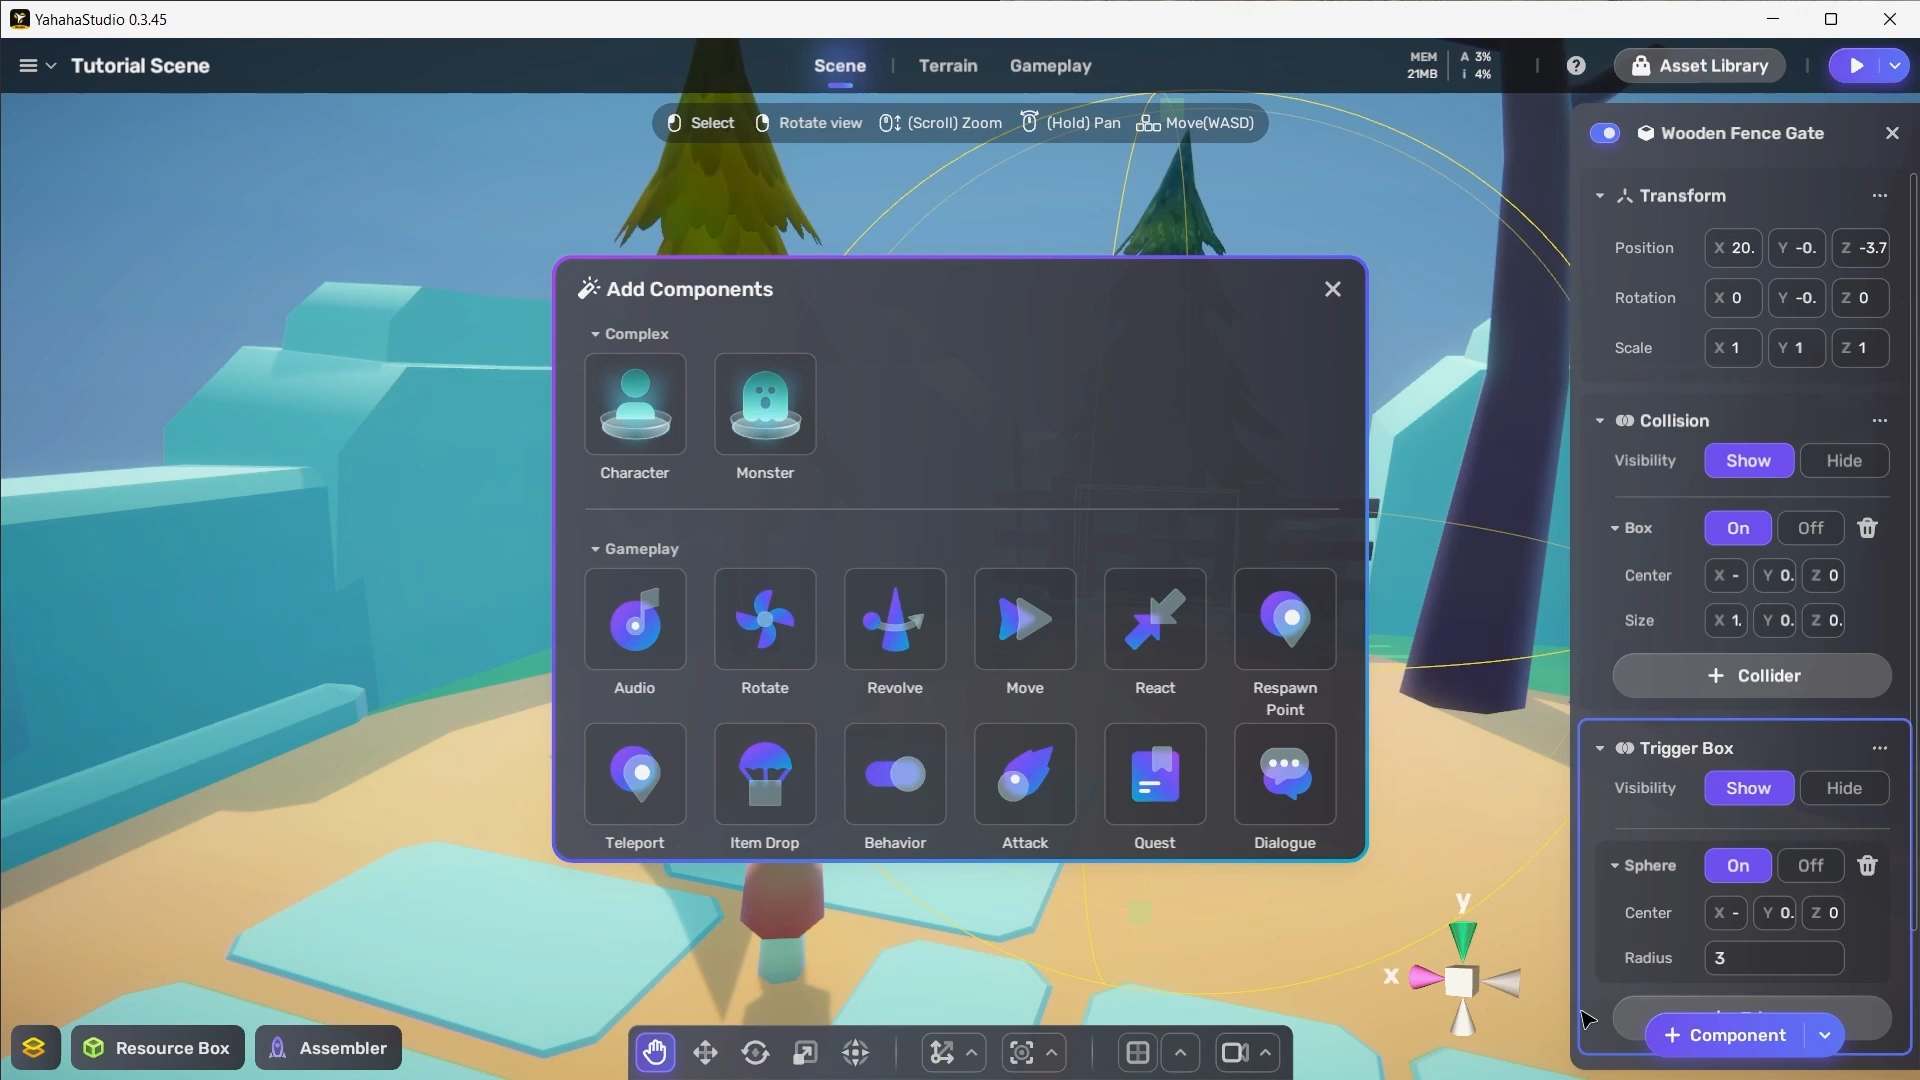 YahahaStudio 0.3.45
Tutorial Scene
Scene
Terrain
Gameplay
MEM
21MB
A 3%
i 4%
Asset Library
Select
Rotate view
(Scroll) Zoom
(Hold) Pan
Move(WASD)
Add Components
Complex
Character
Monster
Gameplay
Audio
Rotate
Revolve
Move
React
Respawn
Point
Teleport
Item Drop
Behavior
Attack
Quest
Dialogue
Wooden Fence Gate
Transform
Position X 20. Y -0. Z -3.7
Rotation X 0 Y -0. Z 0
Scale X 1 Y 1 Z 1
Collision
Visibility Show Hide
Box On Off
Center X - Y 0. Z 0
Size X 1. Y 0. Z 0.
+ Collider
Trigger Box
Visibility Show Hide
Sphere On Off
Center X - Y 0. Z 0
Radius 3
+ Component
y
x
Resource Box
Assembler